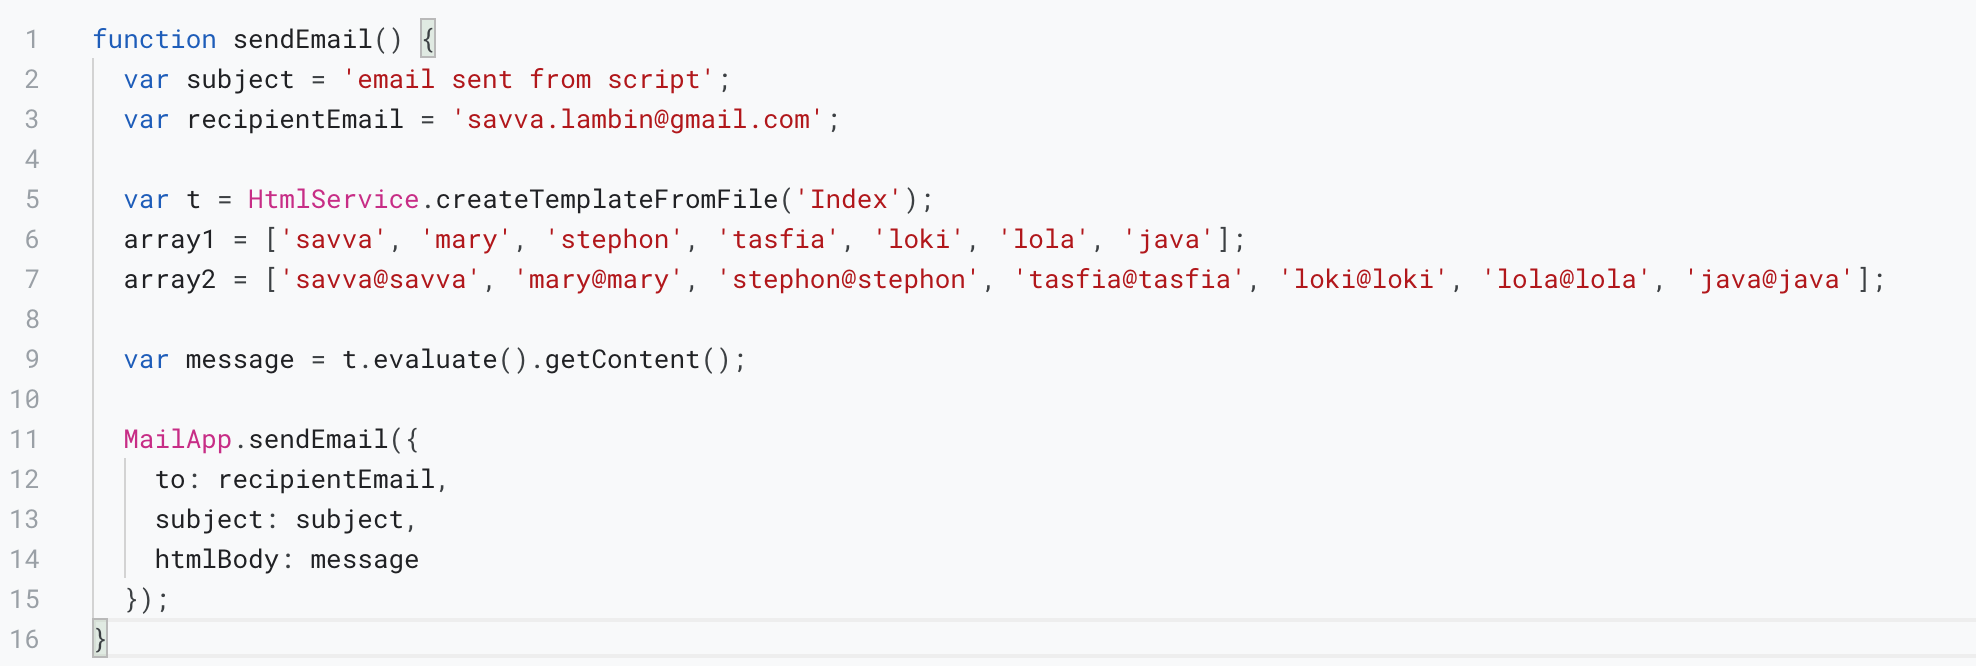 1 function sendEmail() {
2 var subject = 'email sent from script';
3 var recipientEmail = 'savva.lambin@gmail.com';
4
5 var t = HtmlService.createTemplateFromFile('Index');
6 array1 = ['savva', 'mary', 'stephon', 'tasfia', 'loki', 'lola', 'java'];
7 array2 = ['savva@savva', 'mary@mary', 'stephon@stephon', 'tasfia@tasfia', 'loki@loki', 'lola@lola', 'java@java'];
8
9 var message = t.evaluate().getContent();
10
11 MailApp.sendEmail({
12 to: recipientEmail,
13 subject: subject,
14 htmlBody: message
15 });
16 }